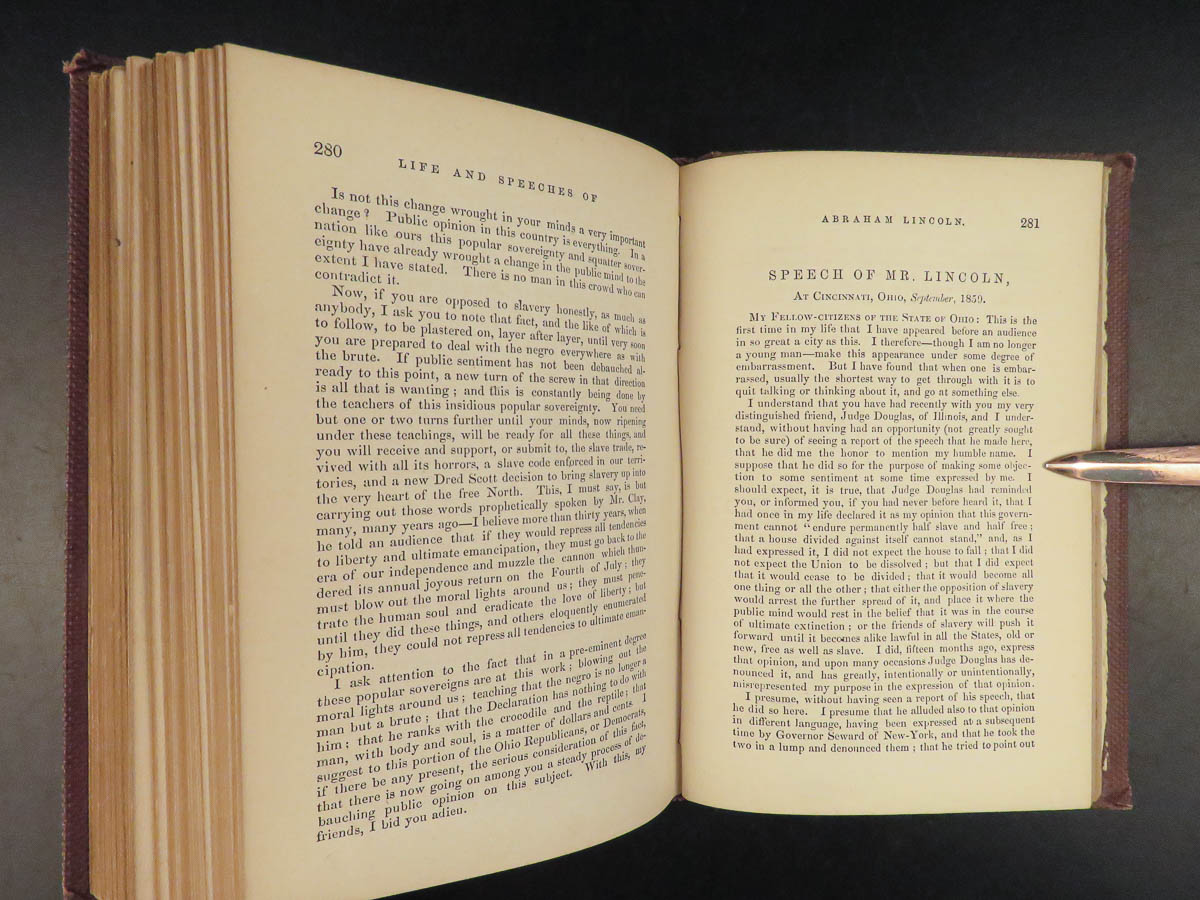 280
LIFE AND SPEECHES OF
Is not this change wrought in your minds a very important
change? Public opinion in this country is everything. In a
nation like ours this popular sovereignty and squatter sover-
eignty have already wrought a change in the public mind to the
extent I have stated. There is no man in this crowd who can
contradict it.
Now, if you are opposed to slavery honestly, as much as
anybody, I ask you to note that fact, and the like of which is
to follow, to be plastered on, layer after layer, until very soon
you are prepared to deal with the negro everywhere as with
the brute. If public sentiment has not been debauched al-
ready to this point, a new turn of the screw in that direction
is all that is wanting; and this is constantly being done by
the teachers of this insidious popular sovereignty. You need
but one or two turns further until your minds, now ripening
under these teachings, will be ready for all these things, and
you will receive and support, or submit to, the slave trade, re-
vived with all its horrors, a slave code enforced in our terri-
tories, and a new Dred Scott decision to bring slavery up into
the very heart of the free North. This, I must say, is but
carrying out those words prophetically spoken by Mr. Clay,
many, many years ago—I believe more than thirty years, when
he told an audience that if they would repress all tendencies
to liberty and ultimate emancipation, they must go back to the
era of our independence and muzzle the cannon which thun-
dered its annual joyous return on the Fourth of July; they
must blow out the moral lights around us; they must pene-
trate the human soul and eradicate the love of liberty; but
until they did these things, and others eloquently enumerated
by him, they could not repress all tendencies to ultimate eman-
cipation.
I ask attention to the fact that in a pre-eminent degree
these popular sovereigns are at this work; blowing out the
moral lights around us; teaching that the negro is no longer a
man but a brute; that the Declaration has nothing to do with
him; that he ranks with the crocodile and the reptile; that
man, with body and soul, is a matter of dollars and cents. I
suggest to this portion of the Ohio Republicans, or Democrats,
if there be any present, the serious consideration of this fact,
that there is now going on among you a steady process of de-
bauching public opinion on this subject. With this, my
friends, I bid you adieu.
ABRAHAM LINCOLN.
281
SPEECH OF MR. LINCOLN,
AT CINCINNATI, OHIO, September, 1859.
MY FELLOW-CITIZENS OF THE STATE OF OHIO: This is the
first time in my life that I have appeared before an audience
in so great a city as this. I therefore—though I am no longer
a young man—make this appearance under some degree of
embarrassment. But I have found that when one is embar-
rassed, usually the shortest way to get through with it is to
quit talking or thinking about it, and go at something else.
I understand that you have had recently with you my very
distinguished friend, Judge Douglas, of Illinois, and I under-
stand, without having had an opportunity (not greatly sought
to be sure) of seeing a report of the speech that he made here,
that he did me the honor to mention my humble name. I
suppose that he did so for the purpose of making some objec-
tion to some sentiment at some time expressed by me. I
should expect, it is true, that Judge Douglas had reminded
you, or informed you, if you had never before heard it, that I
had once in my life declared it as my opinion that this govern-
ment cannot "endure permanently half slave and half free;
that a house divided against itself cannot stand," and, as I
had expressed it, I did not expect the house to fall; that I did
not expect the Union to be dissolved; but that I did expect
that it would cease to be divided; that it would become all
one thing or all the other; that either the opposition of slavery
would arrest the further spread of it, and place it where the
public mind would rest in the belief that it was in the course
of ultimate extinction; or the friends of slavery will push it
forward until it becomes alike lawful in all the States, old or
new, free as well as slave. I did, fifteen months ago, express
that opinion, and upon many occasions Judge Douglas has de-
nounced it, and has greatly, intentionally or unintentionally,
misrepresented my purpose in the expression of that opinion.
I presume, without having seen a report of his speech, that
he did so here. I presume that he alluded also to that opinion
in different language, having been expressed at a subsequent
time by Governor Seward of New-York, and that he took the
two in a lump and denounced them; that he tried to point out